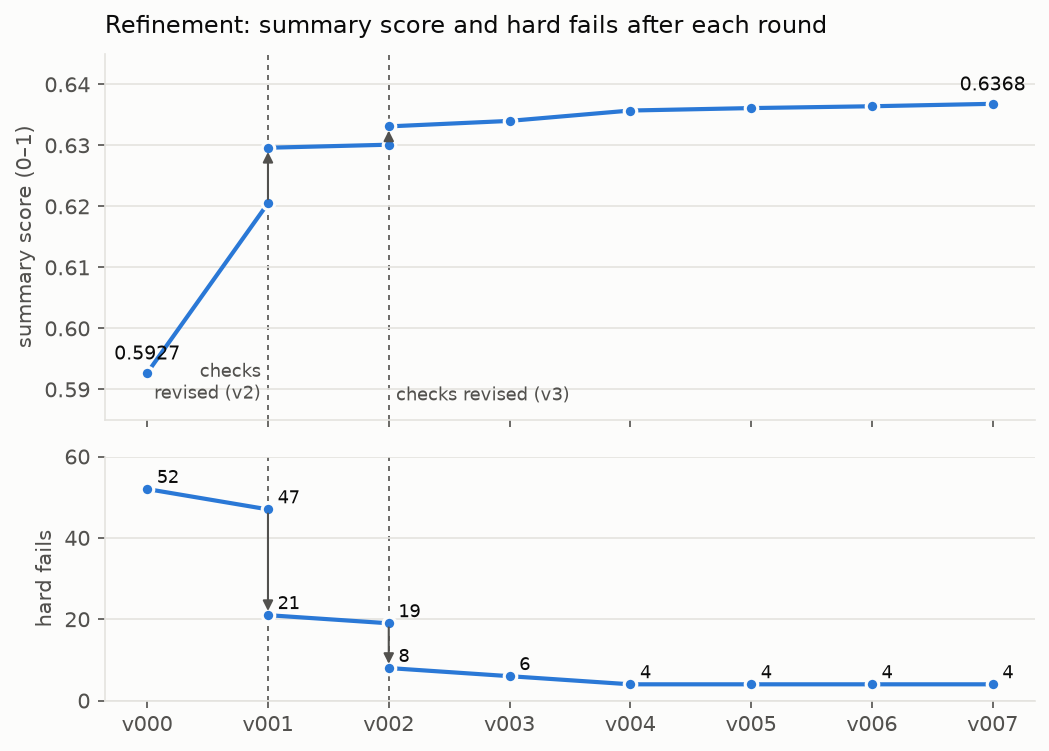 Refinement: summary score and hard fails after each round
summary score (0–1)
0.64
0.63
0.62
0.61
0.60
0.59
0.5927
0.6368
checks
revised (v2)
checks revised (v3)
hard fails
60
40
20
0
52
47
21
19
8
6
4
4
4
4
v000
v001
v002
v003
v004
v005
v006
v007